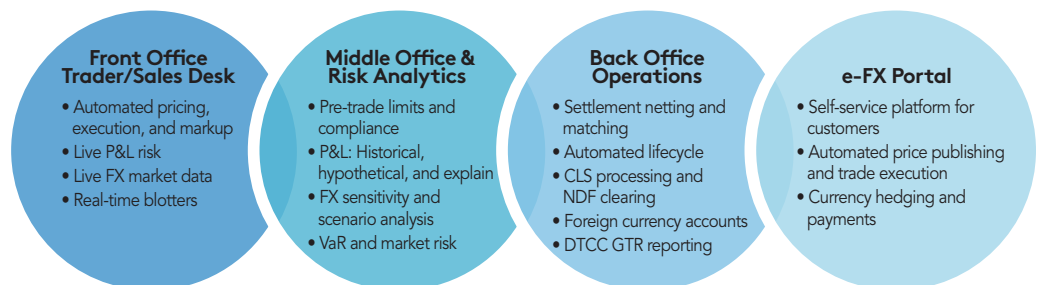 Front Office
Trader/Sales Desk
• Automated pricing,
execution, and markup
• Live P&L risk
• Live FX market data
• Real-time blotters
Middle Office &
Risk Analytics
• Pre-trade limits and
compliance
• P&L: Historical,
hypothetical, and explain
• FX sensitivity and
scenario analysis
• VaR and market risk
Back Office
Operations
• Settlement netting and
matching
• Automated lifecycle
• CLS processing and
NDF clearing
• Foreign currency accounts
• DTCC GTR reporting
e-FX Portal
• Self-service platform for
customers
• Automated price publishing
and trade execution
• Currency hedging and
payments